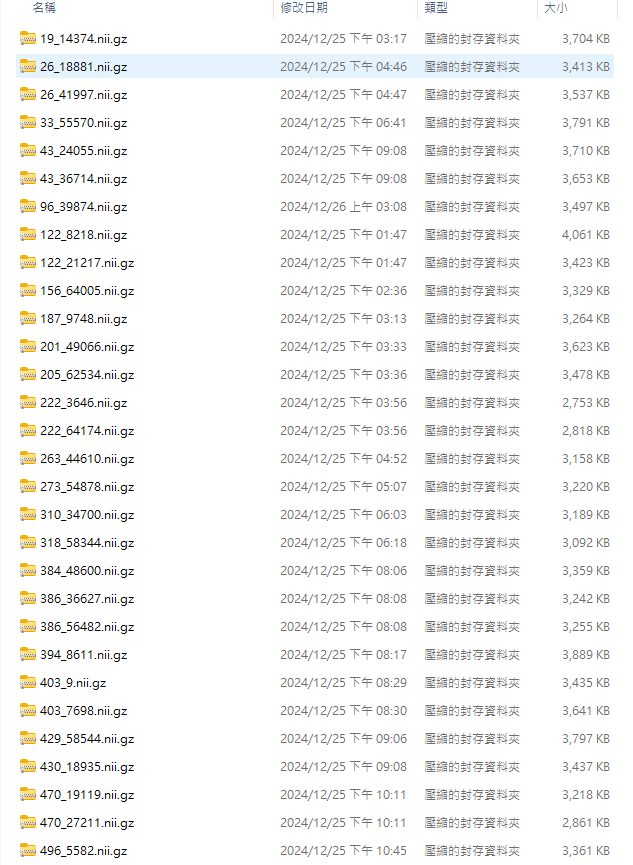 名稱 修改日期 類型 大小
19_14374.nii.gz 2024/12/25 下午 03:17 壓縮的封存資料夾 3,704 KB
26_18881.nii.gz 2024/12/25 下午 04:46 壓縮的封存資料夾 3,413 KB
26_41997.nii.gz 2024/12/25 下午 04:47 壓縮的封存資料夾 3,537 KB
33_55570.nii.gz 2024/12/25 下午 06:41 壓縮的封存資料夾 3,791 KB
43_24055.nii.gz 2024/12/25 下午 09:08 壓縮的封存資料夾 3,710 KB
43_36714.nii.gz 2024/12/25 下午 09:08 壓縮的封存資料夾 3,653 KB
96_39874.nii.gz 2024/12/26 上午 03:08 壓縮的封存資料夾 3,497 KB
122_8218.nii.gz 2024/12/25 下午 01:47 壓縮的封存資料夾 4,061 KB
122_21217.nii.gz 2024/12/25 下午 01:47 壓縮的封存資料夾 3,423 KB
156_64005.nii.gz 2024/12/25 下午 02:36 壓縮的封存資料夾 3,329 KB
187_9748.nii.gz 2024/12/25 下午 03:13 壓縮的封存資料夾 3,264 KB
201_49066.nii.gz 2024/12/25 下午 03:33 壓縮的封存資料夾 3,623 KB
205_62534.nii.gz 2024/12/25 下午 03:36 壓縮的封存資料夾 3,478 KB
222_3646.nii.gz 2024/12/25 下午 03:56 壓縮的封存資料夾 2,753 KB
222_64174.nii.gz 2024/12/25 下午 03:56 壓縮的封存資料夾 2,818 KB
263_44610.nii.gz 2024/12/25 下午 04:52 壓縮的封存資料夾 3,158 KB
273_54878.nii.gz 2024/12/25 下午 05:07 壓縮的封存資料夾 3,220 KB
310_34700.nii.gz 2024/12/25 下午 06:03 壓縮的封存資料夾 3,189 KB
318_58344.nii.gz 2024/12/25 下午 06:18 壓縮的封存資料夾 3,092 KB
384_48600.nii.gz 2024/12/25 下午 08:06 壓縮的封存資料夾 3,359 KB
386_36627.nii.gz 2024/12/25 下午 08:08 壓縮的封存資料夾 3,242 KB
386_56482.nii.gz 2024/12/25 下午 08:08 壓縮的封存資料夾 3,255 KB
394_8611.nii.gz 2024/12/25 下午 08:17 壓縮的封存資料夾 3,889 KB
403_9.nii.gz 2024/12/25 下午 08:29 壓縮的封存資料夾 3,435 KB
403_7698.nii.gz 2024/12/25 下午 08:30 壓縮的封存資料夾 3,641 KB
429_58544.nii.gz 2024/12/25 下午 09:06 壓縮的封存資料夾 3,797 KB
430_18935.nii.gz 2024/12/25 下午 09:08 壓縮的封存資料夾 3,437 KB
470_19119.nii.gz 2024/12/25 下午 10:11 壓縮的封存資料夾 3,218 KB
470_27211.nii.gz 2024/12/25 下午 10:11 壓縮的封存資料夾 2,861 KB
496_5582.nii.gz 2024/12/25 下午 10:45 壓縮的封存資料夾 3,361 KB